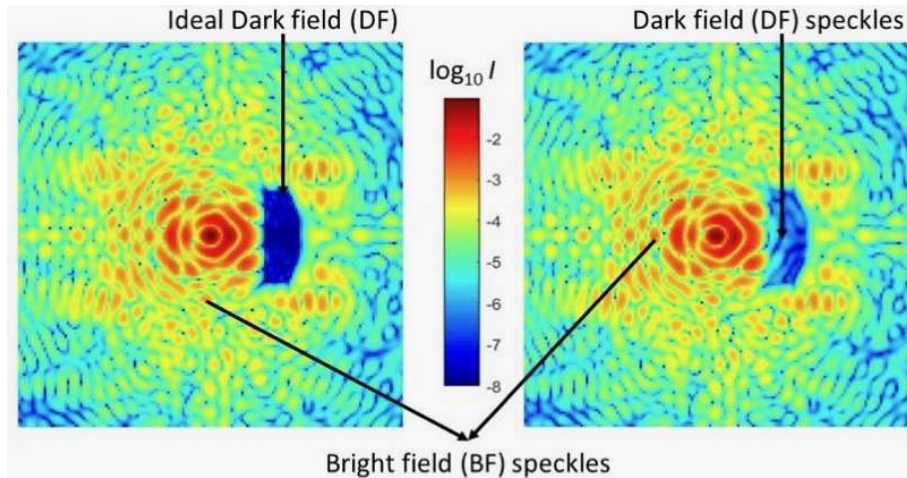 Ideal Dark field (DF)
Dark field (DF) speckles
log₁₀ I
-2
-3
-4
-5
-6
-7
-8
Bright field (BF) speckles